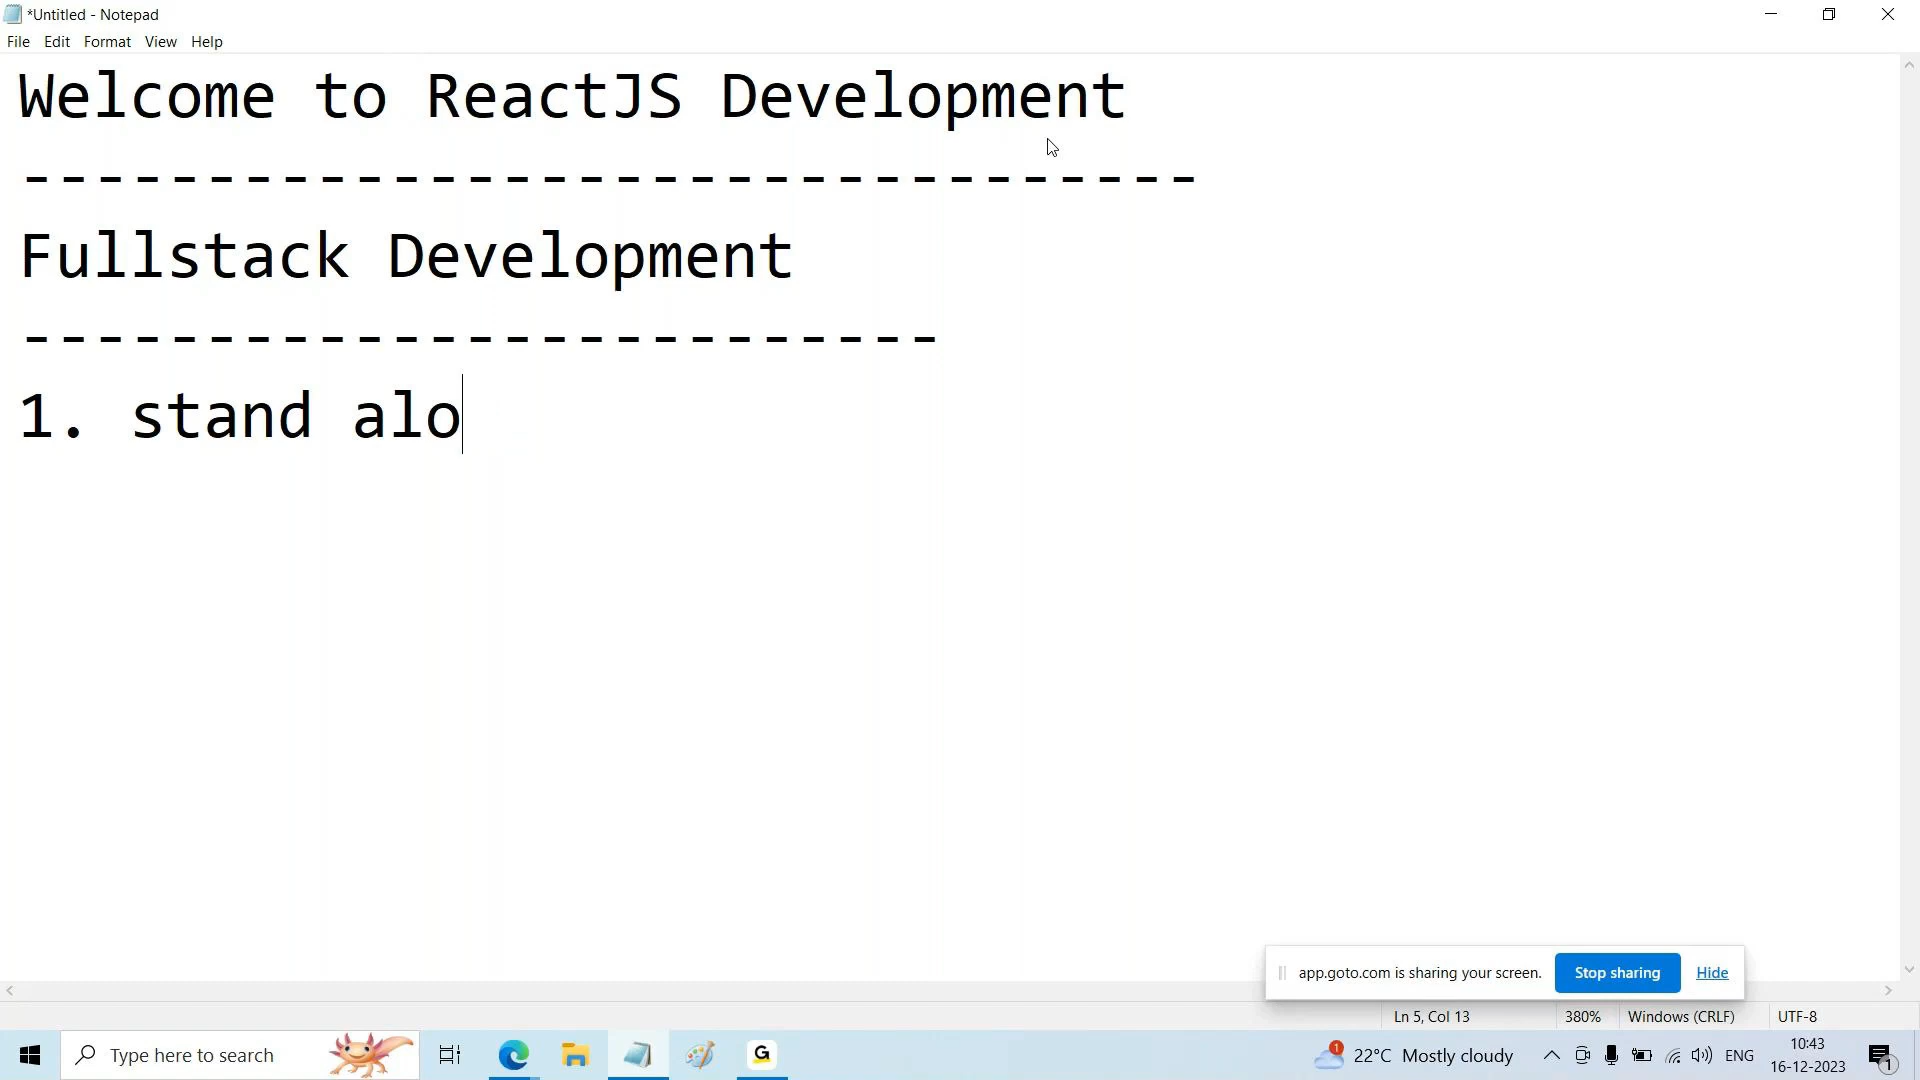 *Untitled - Notepad
File Edit Format View Help
Welcome to ReactJS Development
--------------------------------
Fullstack Development
-------------------------
1. stand alo
app.goto.com is sharing your screen. Stop sharing Hide
Ln 5, Col 13 380% Windows (CRLF) UTF-8
Type here to search
G
1
22°C Mostly cloudy
ENG
10:43
16-12-2023
1